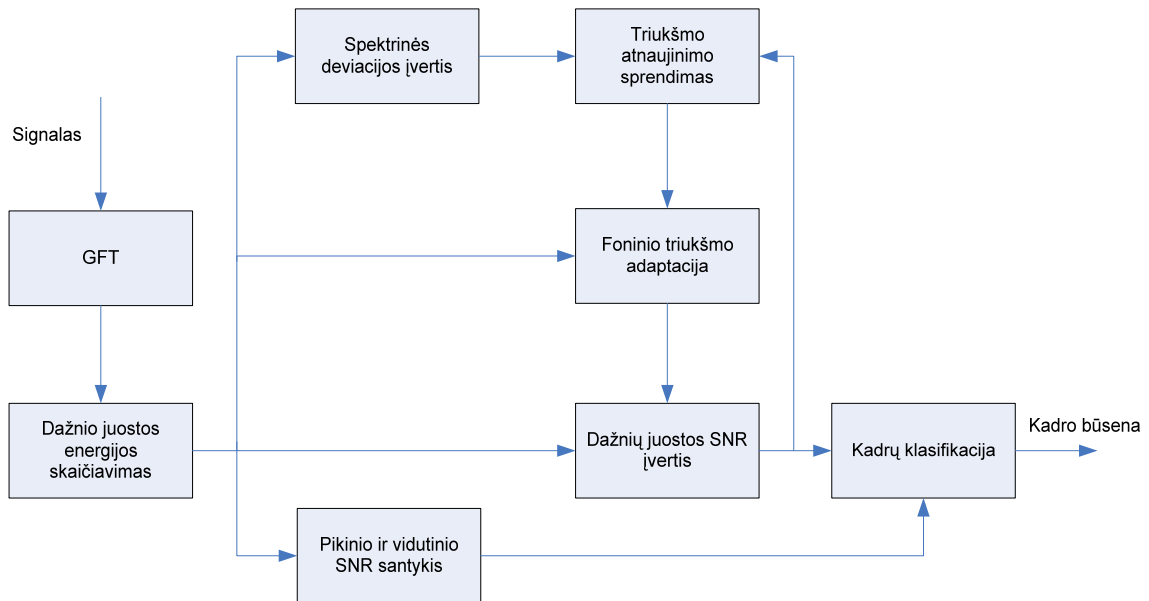 Spektrinės
deviacijos įvertis
Triukšmo
atnaujinimo
sprendimas
Signalas
GFT
Foninio triukšmo
adaptacija
Dažnio juostos
energijos
skaičiavimas
Dažnių juostos SNR
įvertis
Kadrų klasifikacija
Kadro būsena
Pikinio ir vidutinio
SNR santykis